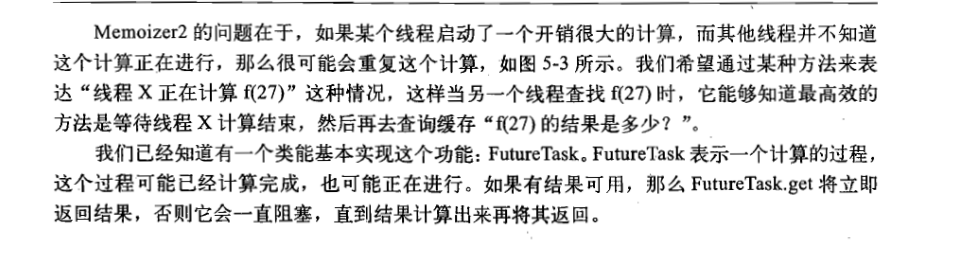 Memoizer2 的问题在于，如果某个线程启动了一个开销很大的计算，而其他线程并不知道
这个计算正在进行，那么很可能会重复这个计算，如图 5-3 所示。我们希望通过某种方法来表
达“线程 X 正在计算 f(27)”这种情况，这样当另一个线程查找 f(27) 时，它能够知道最高效的
方法是等待线程 X 计算结束，然后再去查询缓存“f(27) 的结果是多少？”。
我们已经知道有一个类能基本实现这个功能：FutureTask。FutureTask 表示一个计算的过程，
这个过程可能已经计算完成，也可能正在进行。如果有结果可用，那么 FutureTask.get 将立即
返回结果，否则它会一直阻塞，直到结果计算出来再将其返回。